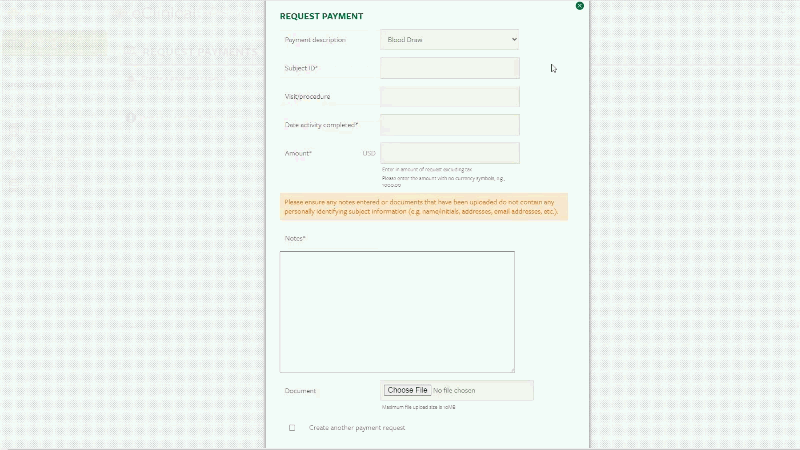 REQUEST PAYMENTS
REQUEST PAYMENT
Payment description
Blood Draw
Subject ID*
Visit/procedure
Date activity completed*
Amount*
USD
Enter in amount of request excluding tax
Please enter the amount with no currency symbols, e.g.,
1000.00
Please ensure any notes entered or documents that have been uploaded do not contain any
personally identifying subject information (e.g. name/initials, addresses, email addresses, etc.).
Notes*
Document
Choose File No file chosen
Maximum file upload size is 10MB
Create another payment request